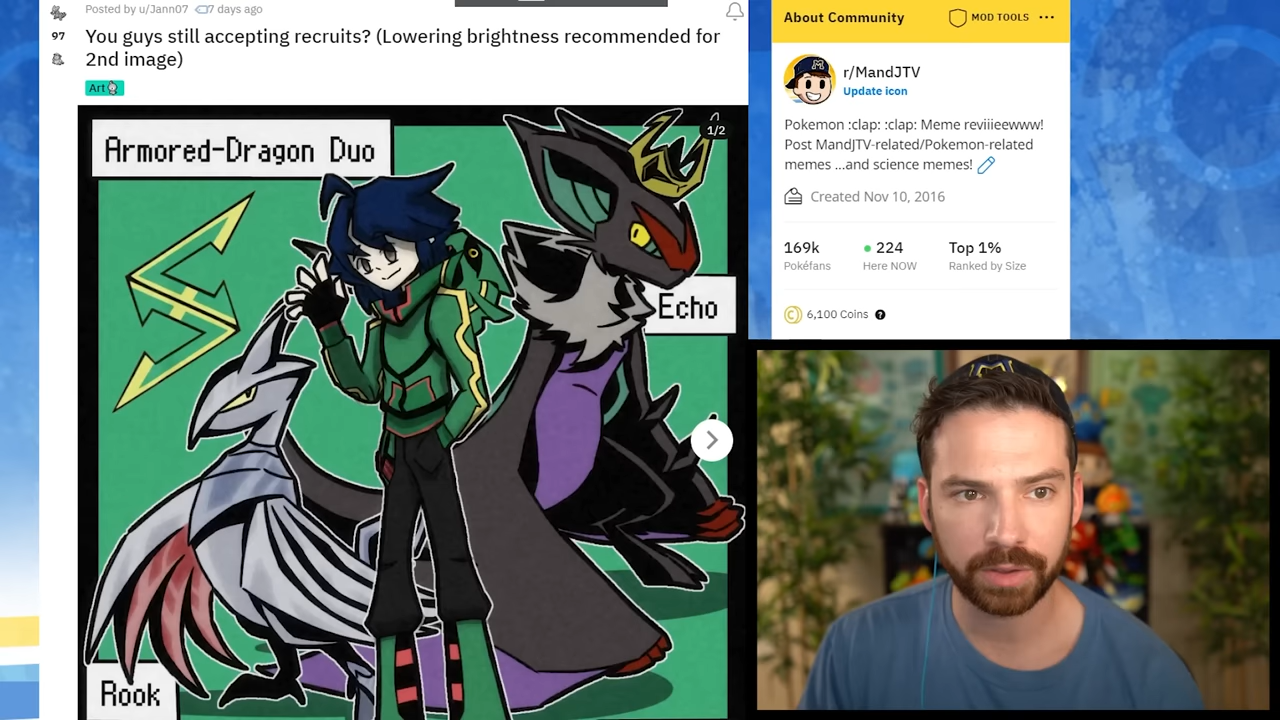 Posted by u/Jann07 7 days ago
97
You guys still accepting recruits? (Lowering brightness recommended for
2nd image)
Art
1/2
Armored-Dragon Duo
Echo
Rook
About Community
MOD TOOLS
r/MandJTV
Update icon
Pokemon :clap: :clap: Meme reviiieewww!
Post MandJTV-related/Pokemon-related
memes ...and science memes!
Created Nov 10, 2016
169k
224
Top 1%
Pokéfans
Here NOW
Ranked by Size
6,100 Coins
M